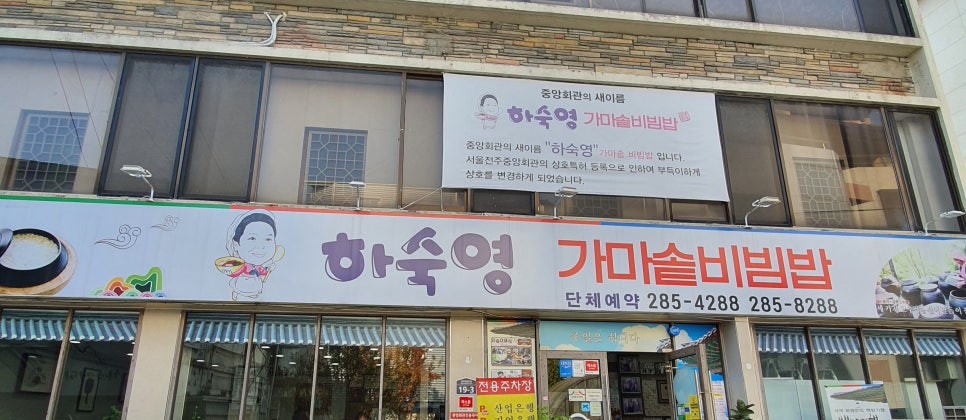 중앙회관의 새이름
하숙영 가마솥비빔밥
중앙회관의 새이름 "하숙영" 가마솥 비빔밥 입니다.
서울전주중앙회관의 상호특허 등록으로 인하여 부득이하게
상호를 변경하게 되었습니다.
하숙영 가마솥비빔밥
단체예약 285-4288 285-8288
19-3
전용주차장
P 산업은행